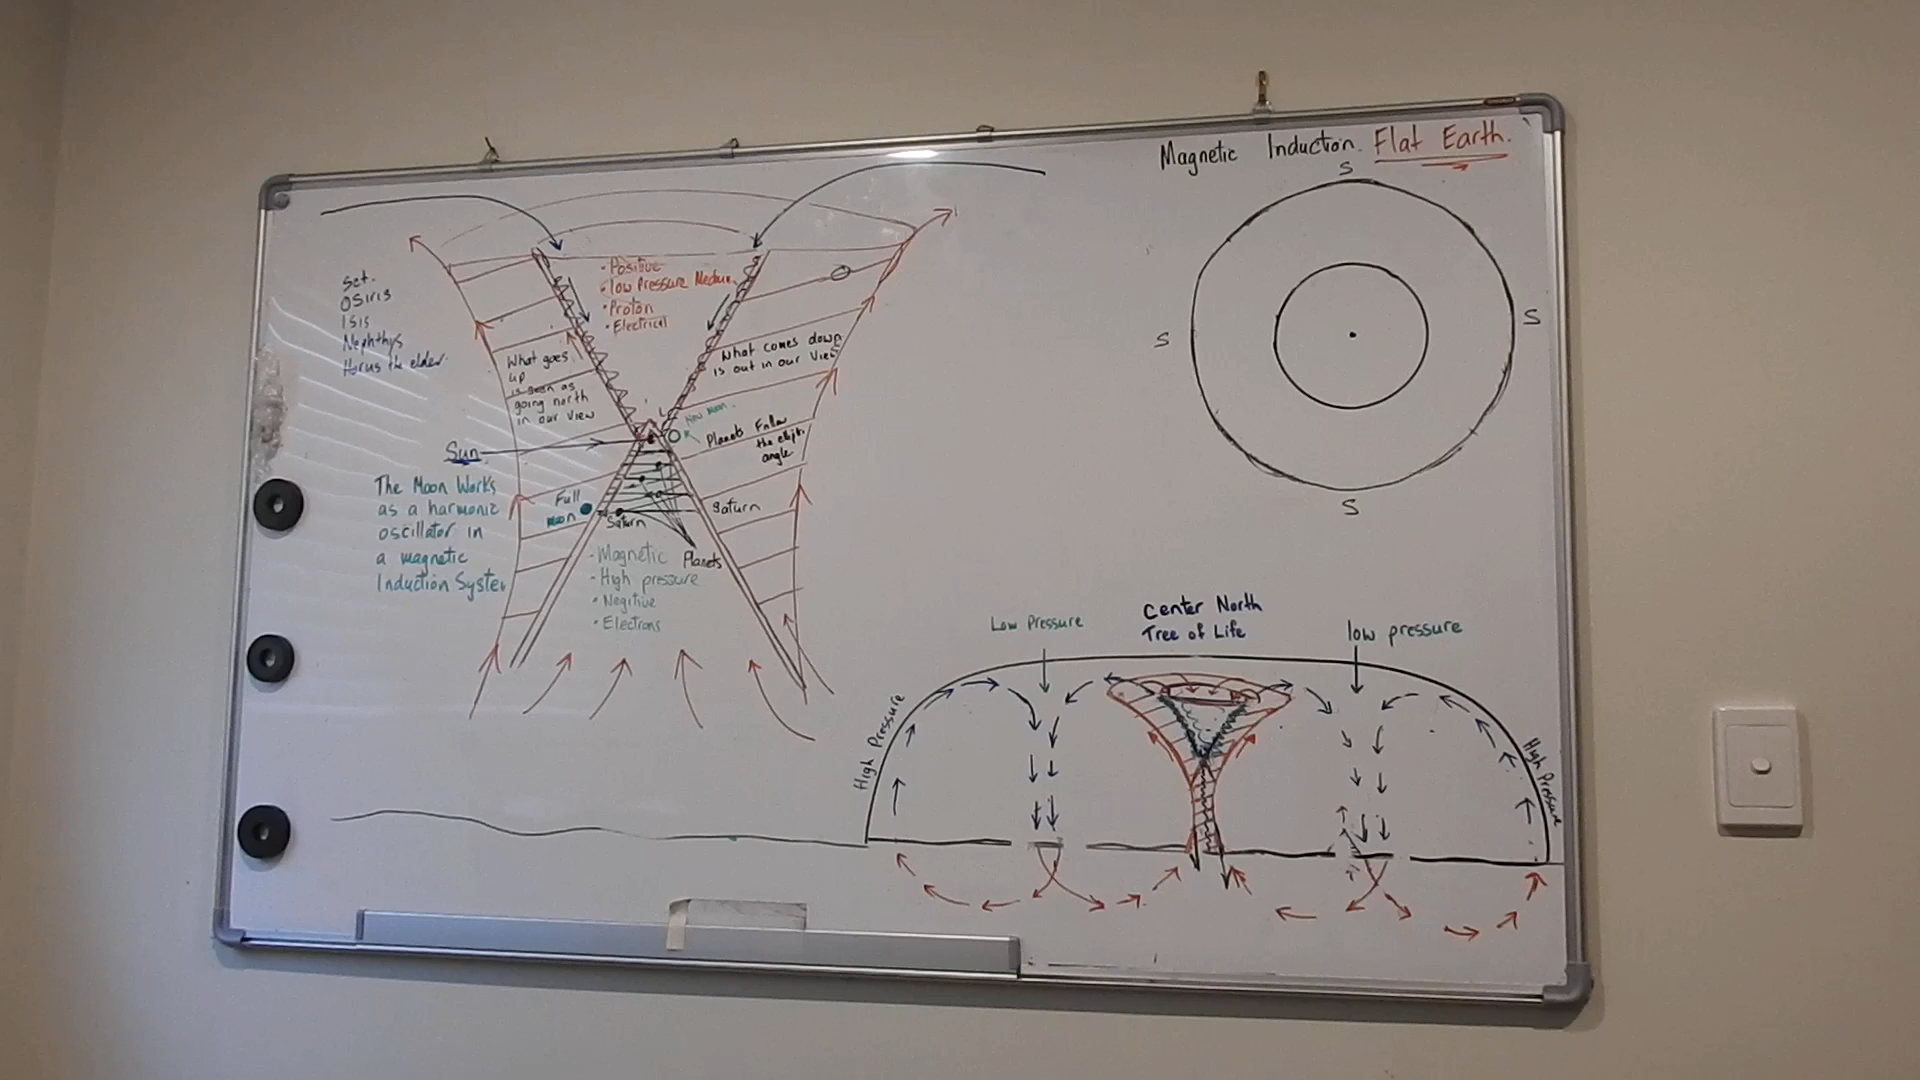 Magnetic Induction. Flat Earth.
S
S
S
S
Set.
Osiris
Isis
Nephthys
Horus the elder.
· Positive
· low Pressure Medium.
· Proton
· Electrical
What goes
up
is seen as
going north
in our view
What comes down
is out in our View
New Moon.
Planets Follow
the
angle.
Sun
The Moon Works
as a harmonic
oscillator in
a magnetic
Induction System
Full
moon
Saturn
Saturn
Planets
- Magnetic
- High pressure
· Negitive
· Electrons
Center North
Tree of Life
Low Pressure
low pressure
High Pressure
High Pressure